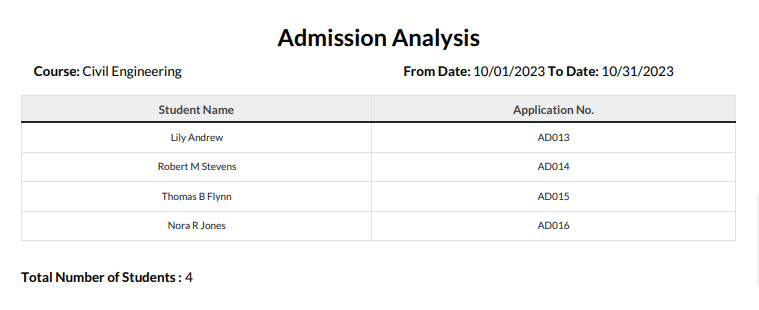 Admission Analysis
Course: Civil Engineering From Date: 10/01/2023 To Date: 10/31/2023
Student Name Application No.
Lily Andrew AD013
Robert M Stevens AD014
Thomas B Flynn AD015
Nora R Jones AD016
Total Number of Students : 4